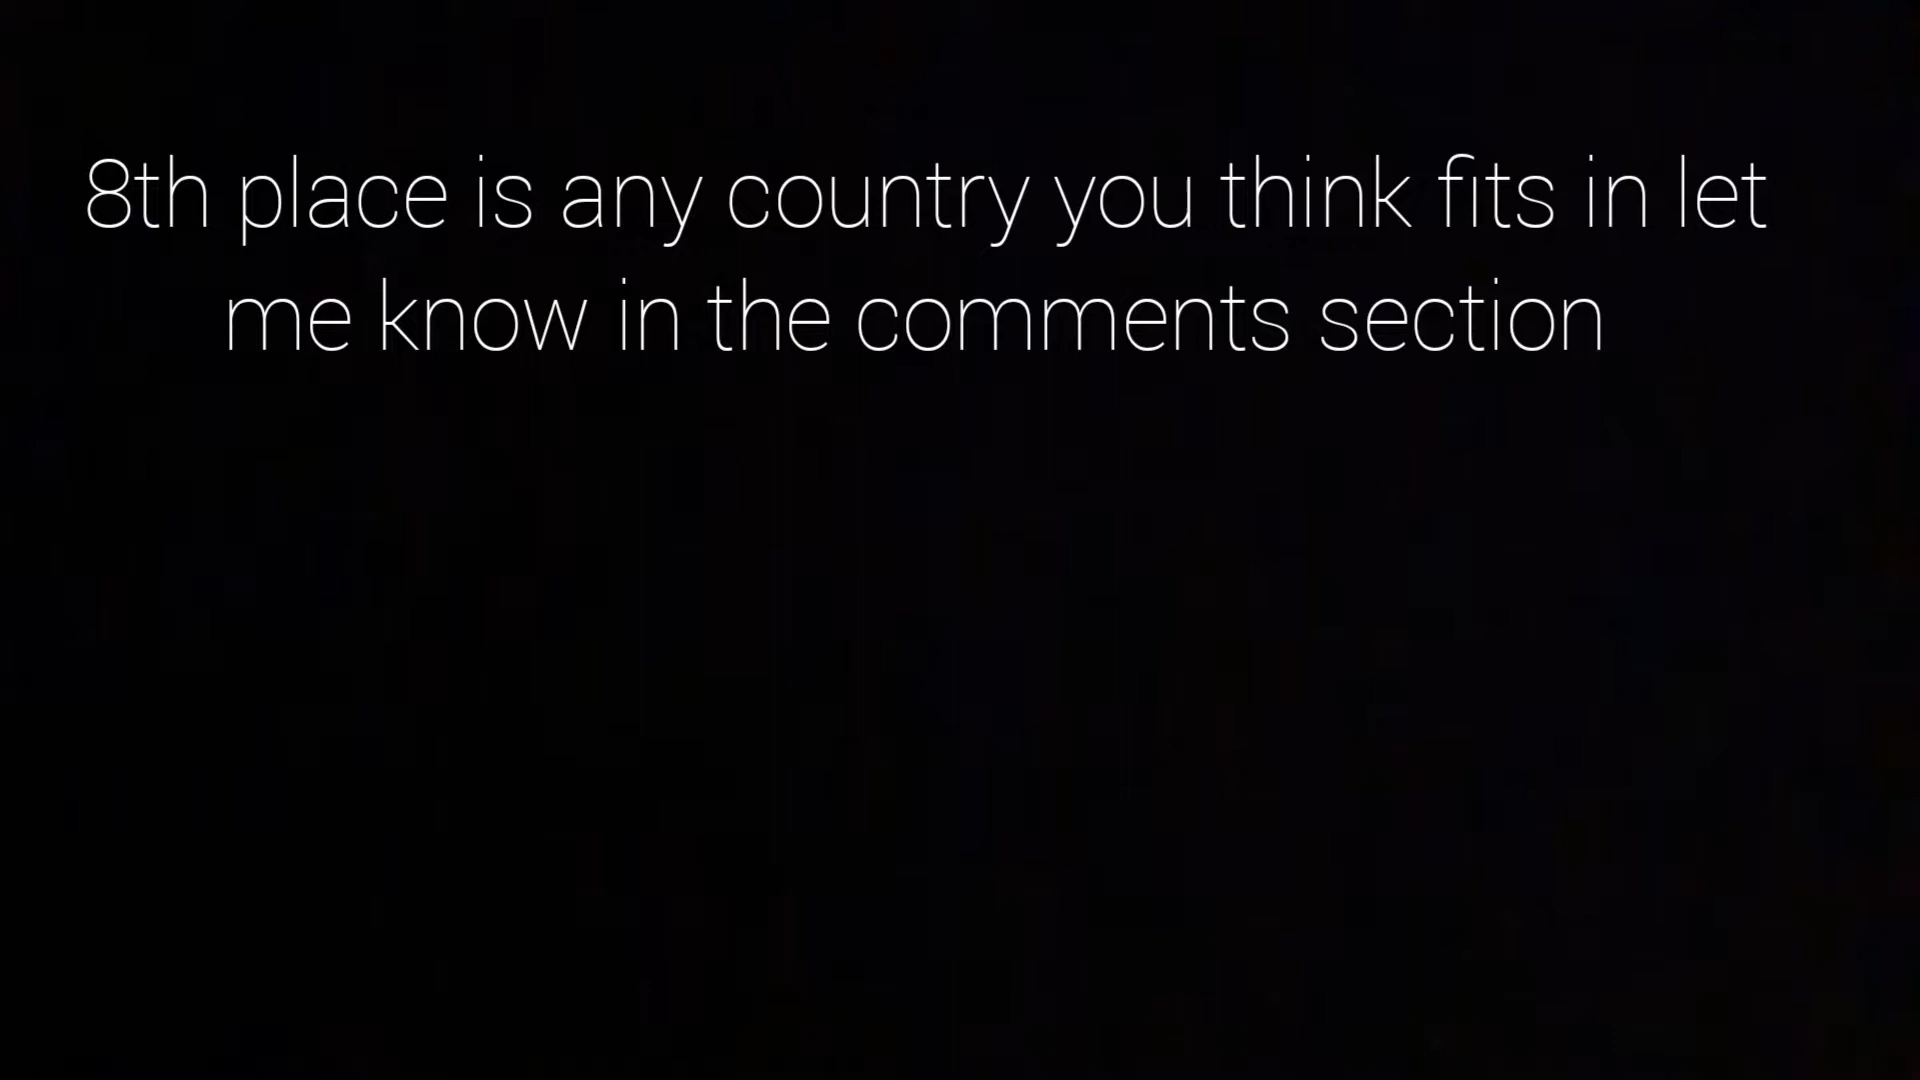 8th place is any country you think fits in let
me know in the comments section